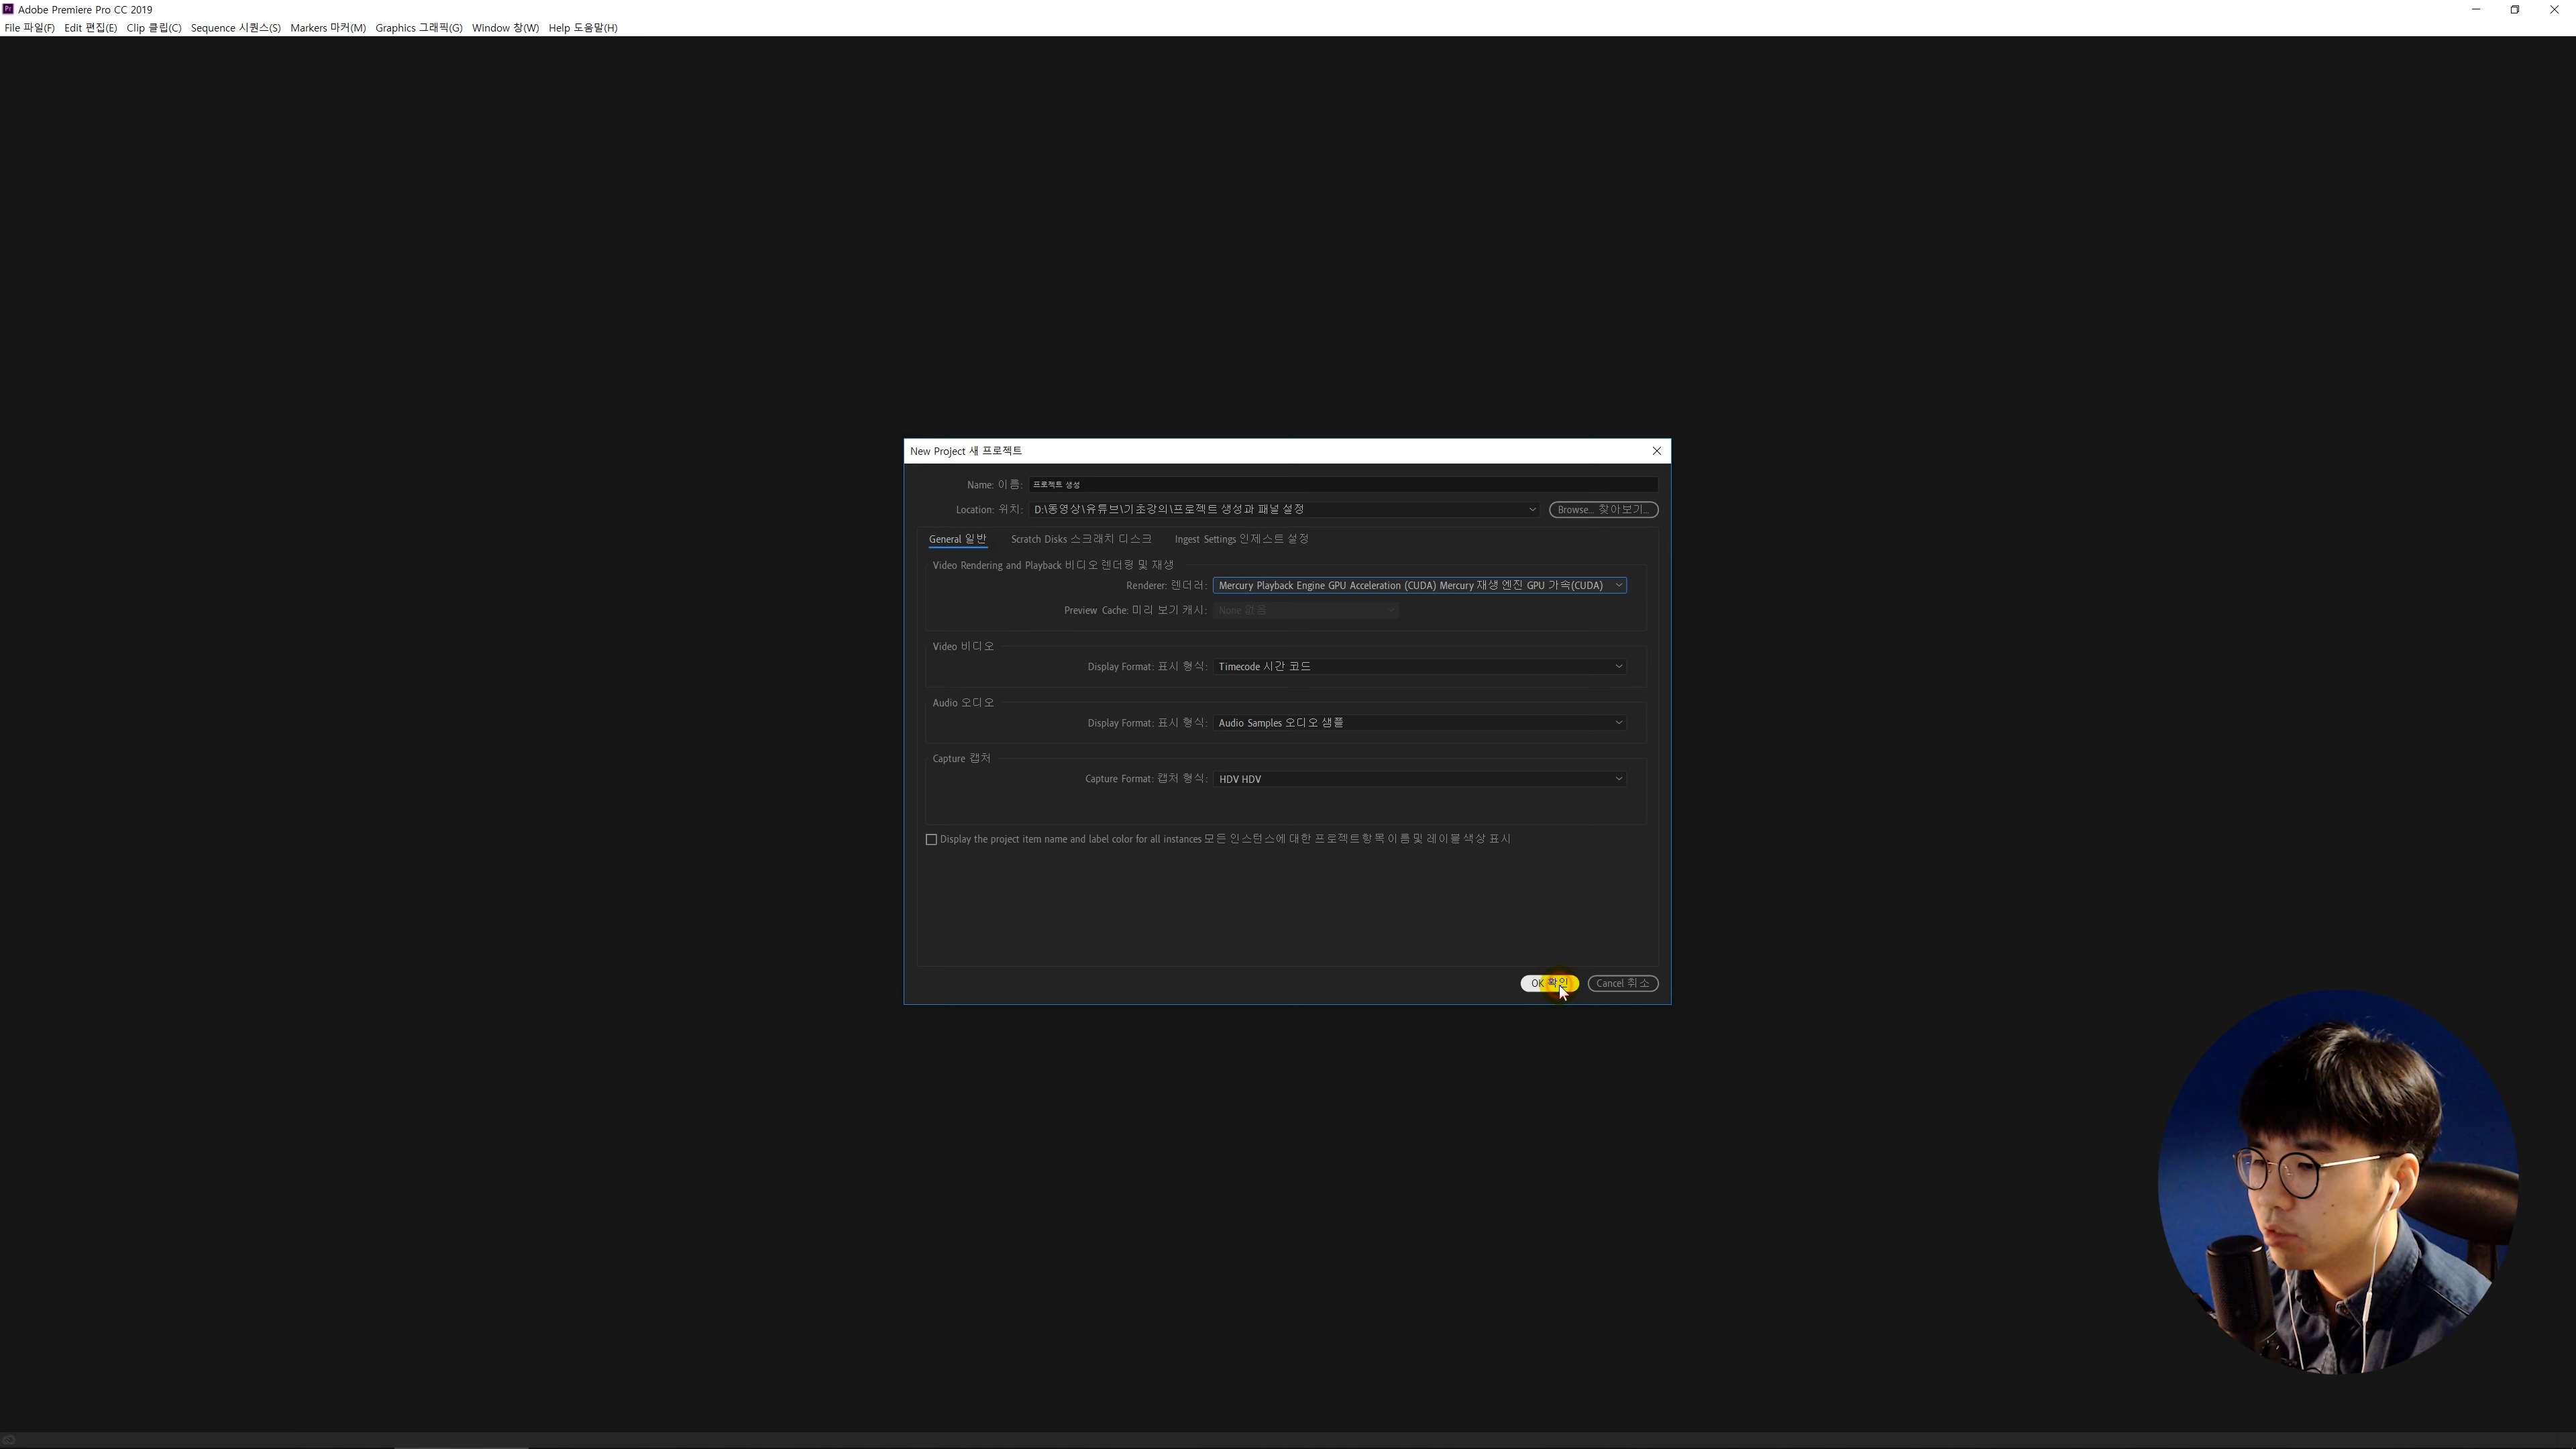 Pr Adobe Premiere Pro CC 2019
File 파일(F) Edit 편집(E) Clip 클립(C) Sequence 시퀀스(S) Markers 마커(M) Graphics 그래픽(G) Window 창(W) Help 도움말(H)
New Project 새 프로젝트
Name: 이름: 프로젝트 생성
Location: 위치: D:\동영상\유튜브\기초강의\프로젝트 생성과 패널 설정 Browse... 찾아보기...
General 일반 Scratch Disks 스크래치 디스크 Ingest Settings 인제스트 설정
Video Rendering and Playback 비디오 렌더링 및 재생
Renderer: 렌더러: Mercury Playback Engine GPU Acceleration (CUDA) Mercury 재생 엔진 GPU 가속(CUDA)
Preview Cache: 미리 보기 캐시: None 없음
Video 비디오
Display Format: 표시 형식: Timecode 시간 코드
Audio 오디오
Display Format: 표시 형식: Audio Samples 오디오 샘플
Capture 캡처
Capture Format: 캡처 형식: HDV HDV
Display the project item name and label color for all instances 모든 인스턴스에 대한 프로젝트 항목 이름 및 레이블 색상 표시
OK 확인 Cancel 취소